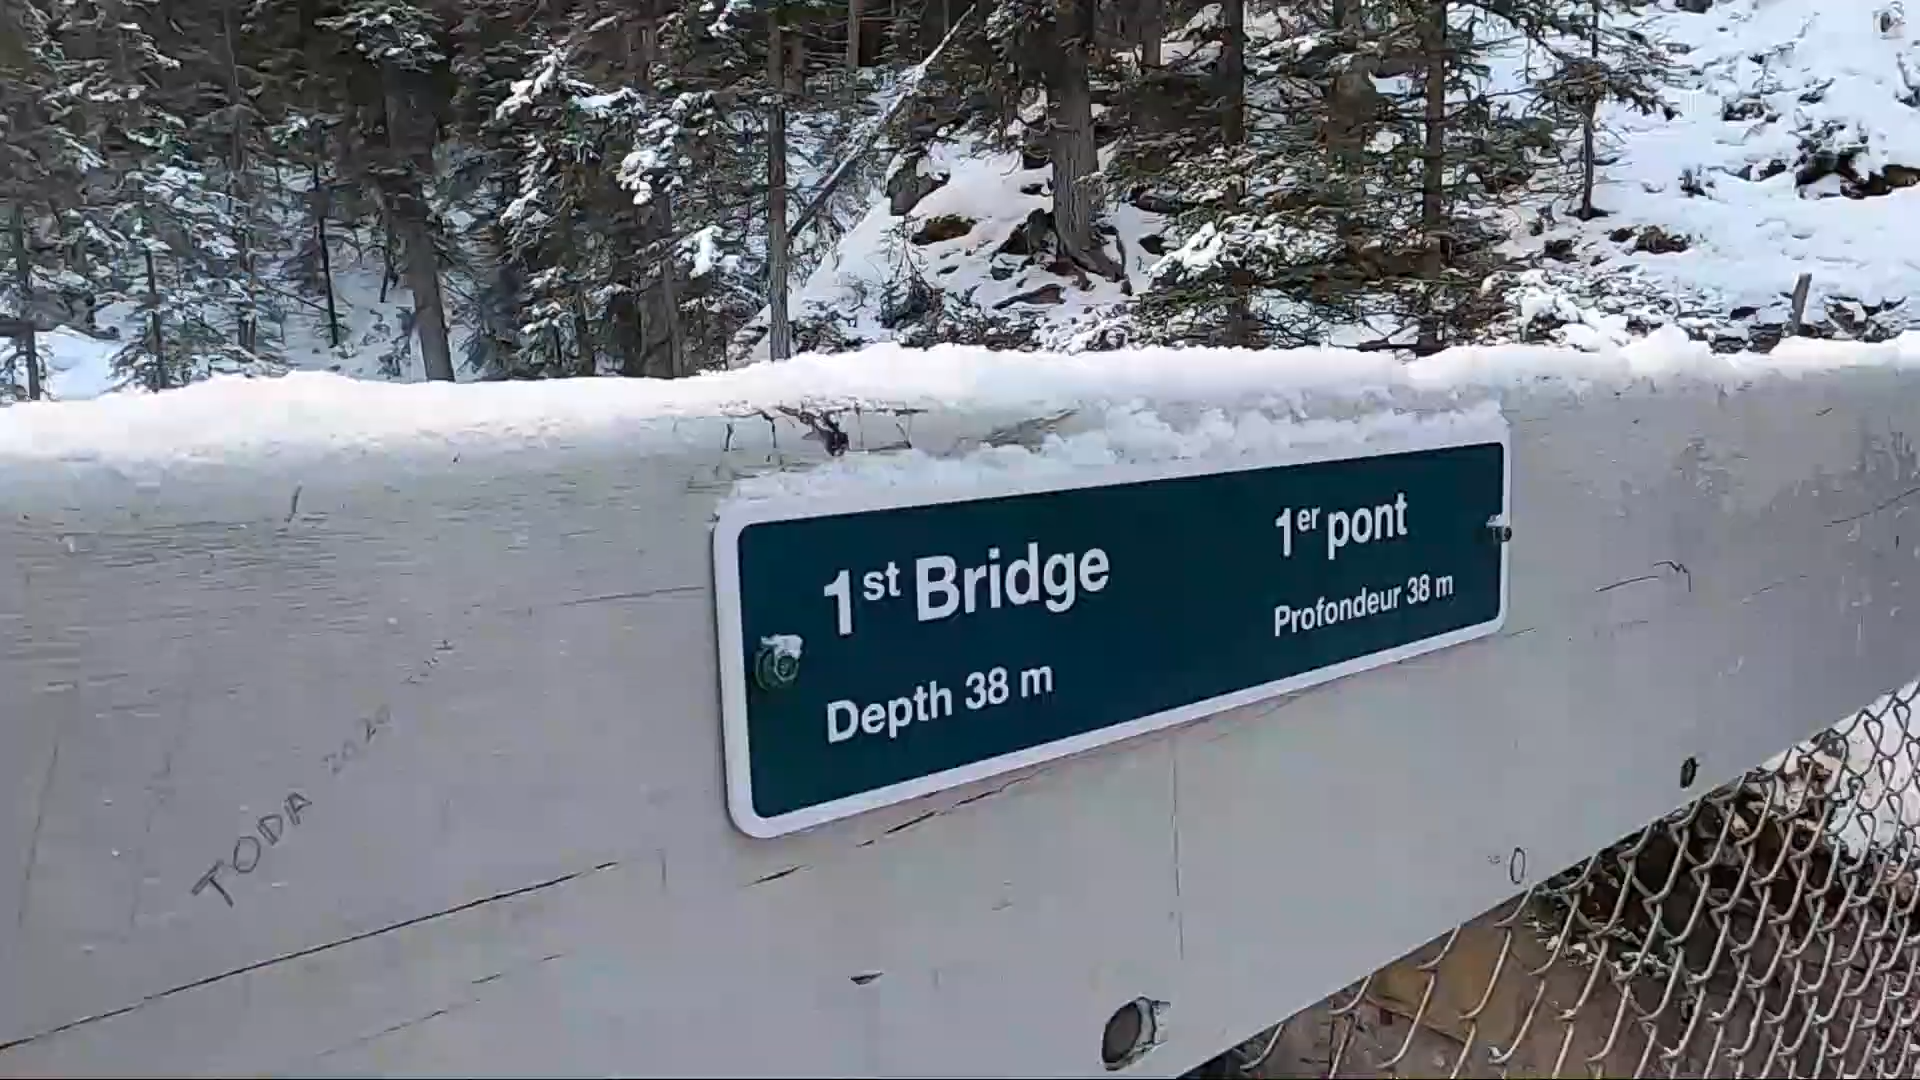 1st Bridge
Depth 38 m
1er pont
Profondeur 38 m
TODA 2020